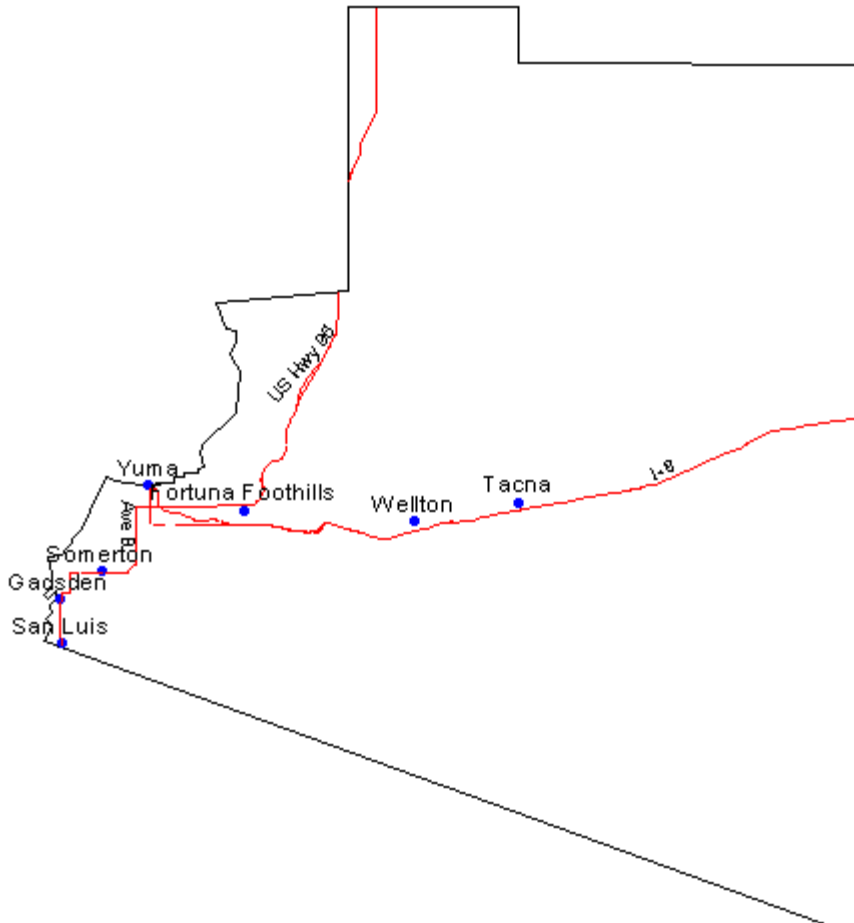 US Hwy 95
I-8
Yuma
Fortuna Foothills
Tacna
Wellton
Ave B
Somerton
Gadsden
San Luis